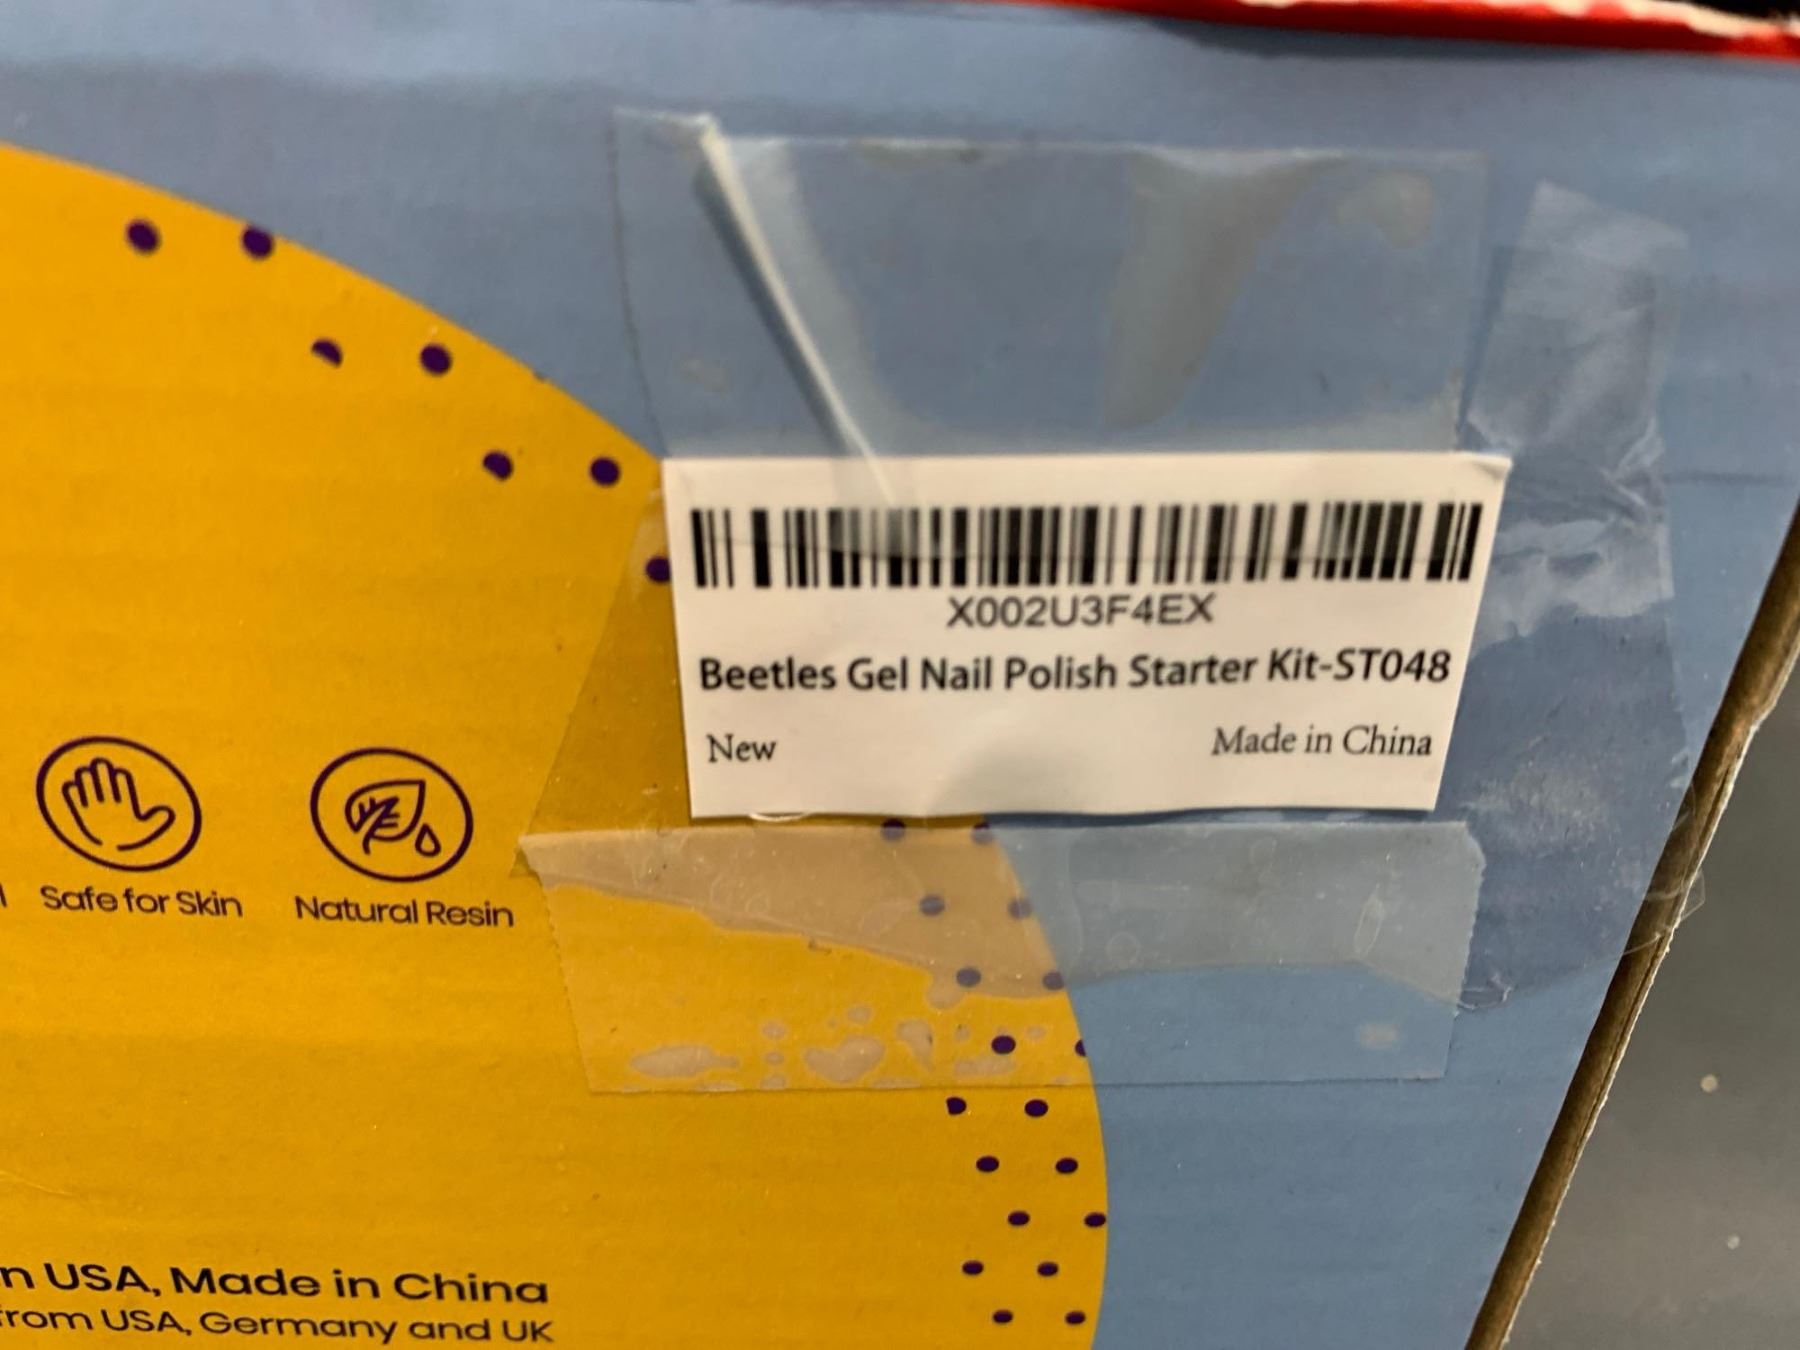 X002U3F4EX
Beetles Gel Nail Polish Starter Kit-ST048
New Made in China
Safe for Skin
Natural Resin
USA, Made in China
from USA, Germany and UK